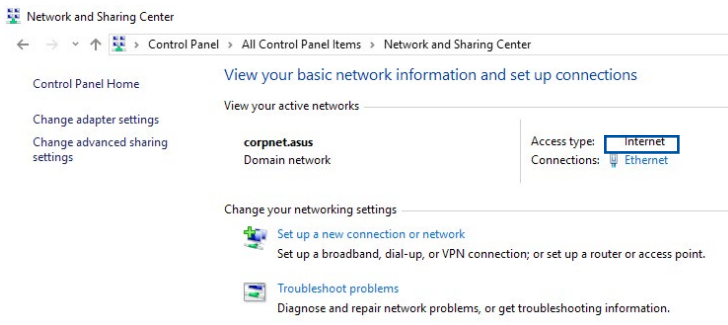 Network and Sharing Center
Control Panel > All Control Panel Items > Network and Sharing Center
Control Panel Home
Change adapter settings
Change advanced sharing
settings
View your basic network information and set up connections
View your active networks
corpnet.asus
Domain network
Access type: Internet
Connections: Ethernet
Change your networking settings
Set up a new connection or network
Set up a broadband, dial-up, or VPN connection; or set up a router or access point.
Troubleshoot problems
Diagnose and repair network problems, or get troubleshooting information.